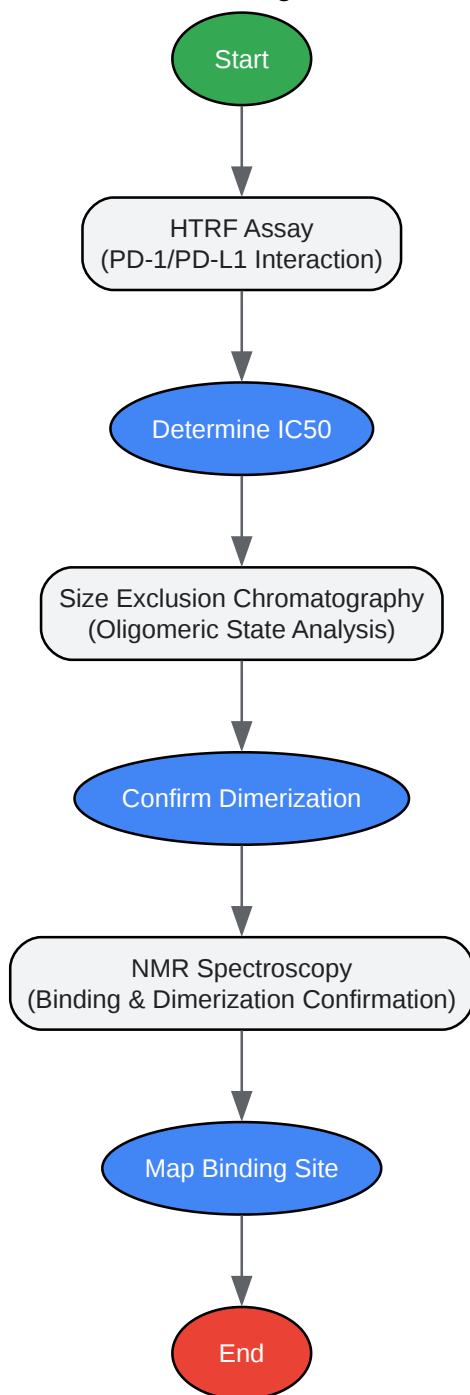 Start
HTRF Assay
(PD-1/PD-L1 Interaction)
Determine IC50
Size Exclusion Chromatography
(Oligomeric State Analysis)
Confirm Dimerization
NMR Spectroscopy
(Binding & Dimerization Confirmation)
Map Binding Site
End